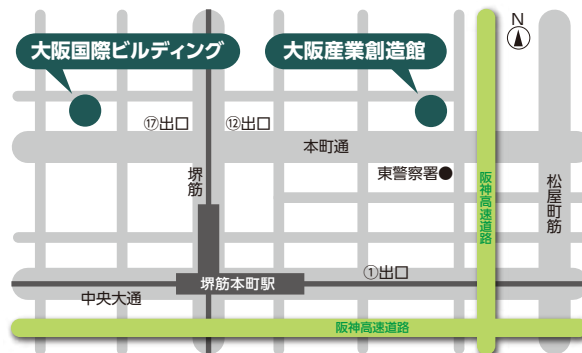 大阪国際ビルディング
大阪産業創造館
N
⑰出口
⑫出口
本町通
東警察署
堺筋
阪神高速道路
松屋町筋
①出口
堺筋本町駅
中央大通
阪神高速道路